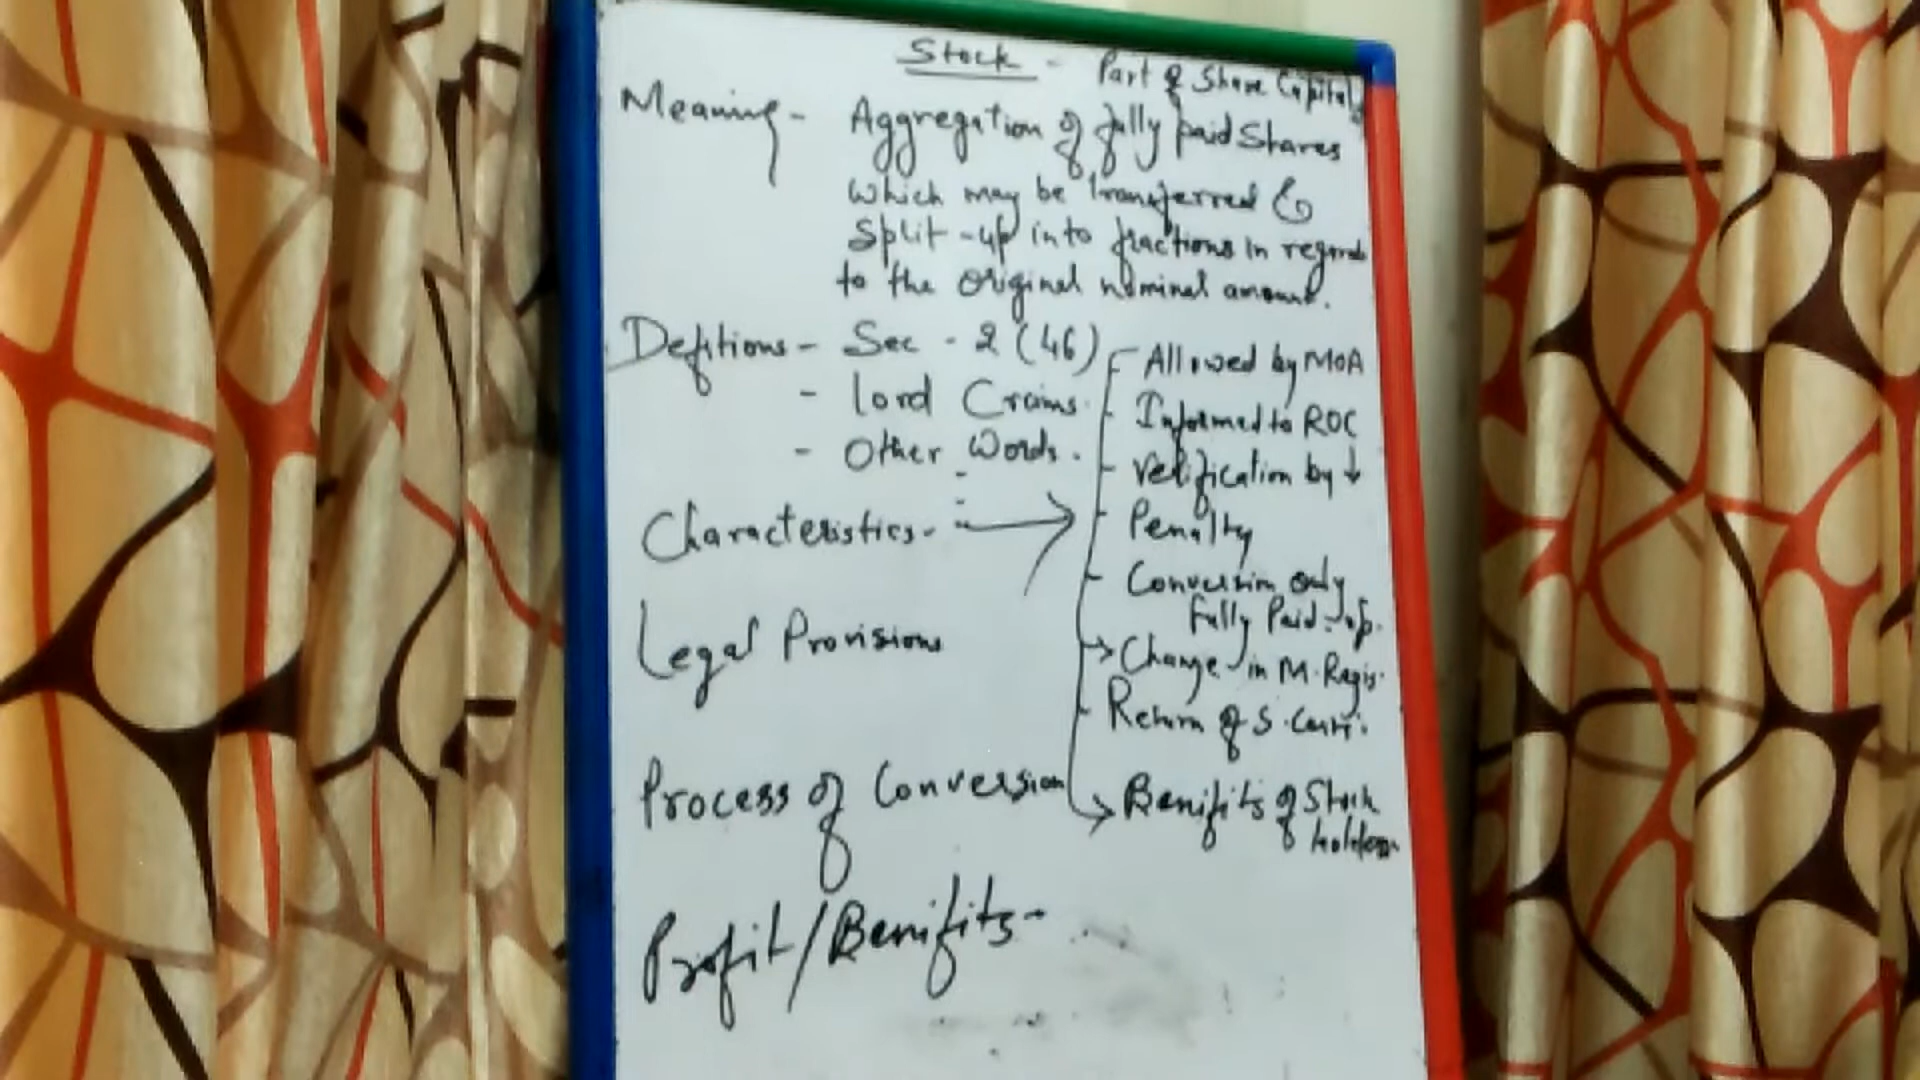 Stock - Part of Share Capital
Meaning - Aggregation of fully paid Shares
which may be transferred &
Split-up into fractions in regards
to the original nominal amount.
Defitions - Sec - 2 (46)
- Lord Crains.
- Other Words.
Characteristics -
Legal Provisions
Process of Conversion
Profit/Benifits -
- Allowed by MOA
- Informed to ROC
- Verification by ↓
- Penalty
- Conversion only
fully Paid-up.
→ Change in M. Regis.
- Return of S. Certi.
→ Benifits of Stock
holders